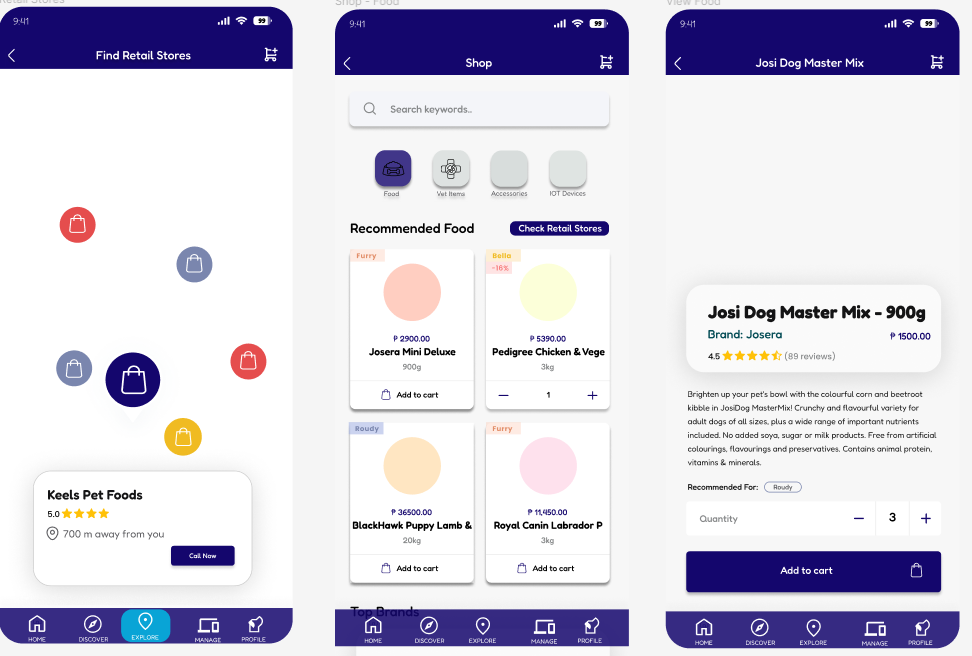 Retail Stores
9:41
99
Find Retail Stores
Keels Pet Foods
5.0
700 m away from you
Call Now
HOME
DISCOVER
EXPLORE
MANAGE
PROFILE
Shop - Food
9:41
99
Shop
Search keywords..
Food
Vet Items
Accessories
IOT Devices
Recommended Food
Check Retail Stores
Furry
₱ 2900.00
Josera Mini Deluxe
900g
Add to cart
Bella
-16%
₱ 5390.00
Pedigree Chicken & Vege
3kg
— 1 +
Roudy
₱ 36500.00
BlackHawk Puppy Lamb &
20kg
Add to cart
Furry
₱ 11,450.00
Royal Canin Labrador P
3kg
Add to cart
Top Brands
HOME
DISCOVER
EXPLORE
MANAGE
PROFILE
View Food
9:41
99
Josi Dog Master Mix
Josi Dog Master Mix - 900g
Brand: Josera
₱ 1500.00
4.5 (89 reviews)
Brighten up your pet's bowl with the colourful corn and beetroot
kibble in JosiDog MasterMix! Crunchy and flavourful variety for
adult dogs of all sizes, plus a wide range of important nutrients
included. No added soya, sugar or milk products. Free from artificial
colourings, flavourings and preservatives. Contains animal protein,
vitamins & minerals.
Recommended For: Roudy
Quantity — 3 +
Add to cart
HOME
DISCOVER
EXPLORE
MANAGE
PROFILE